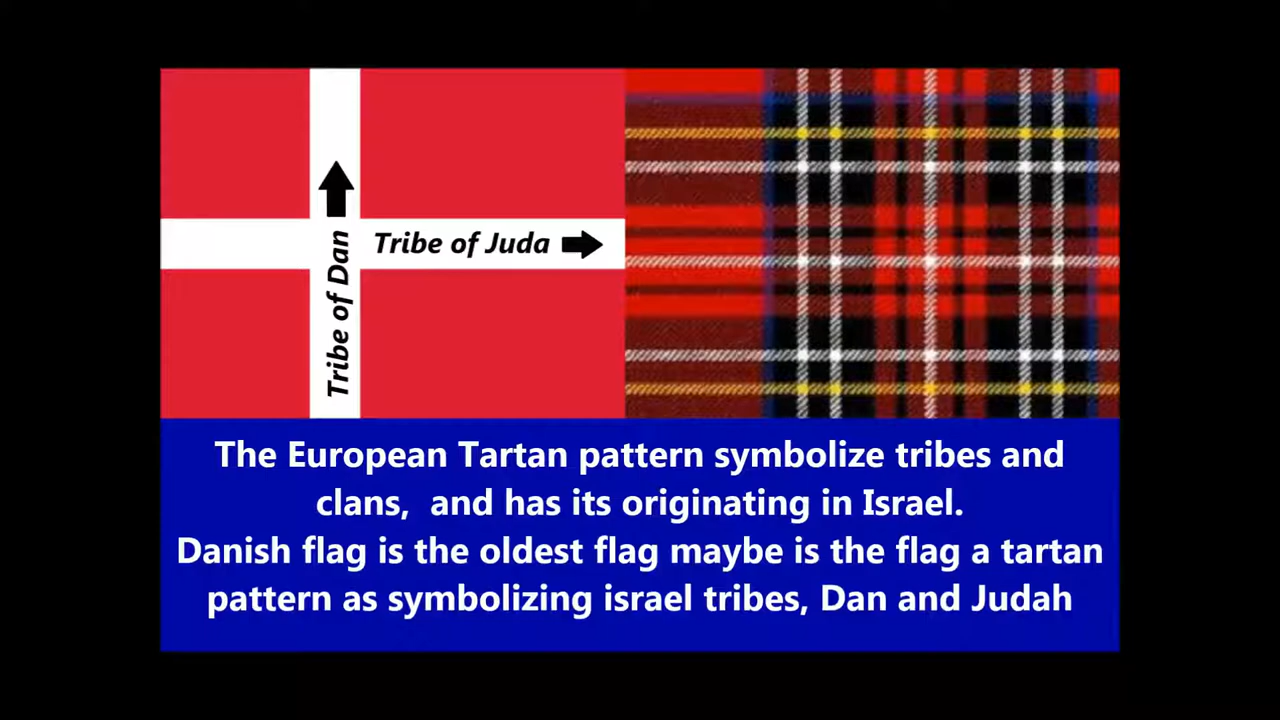 Tribe of Dan
Tribe of Juda
The European Tartan pattern symbolize tribes and
clans,  and has its originating in Israel.
Danish flag is the oldest flag maybe is the flag a tartan
pattern as symbolizing israel tribes, Dan and Judah